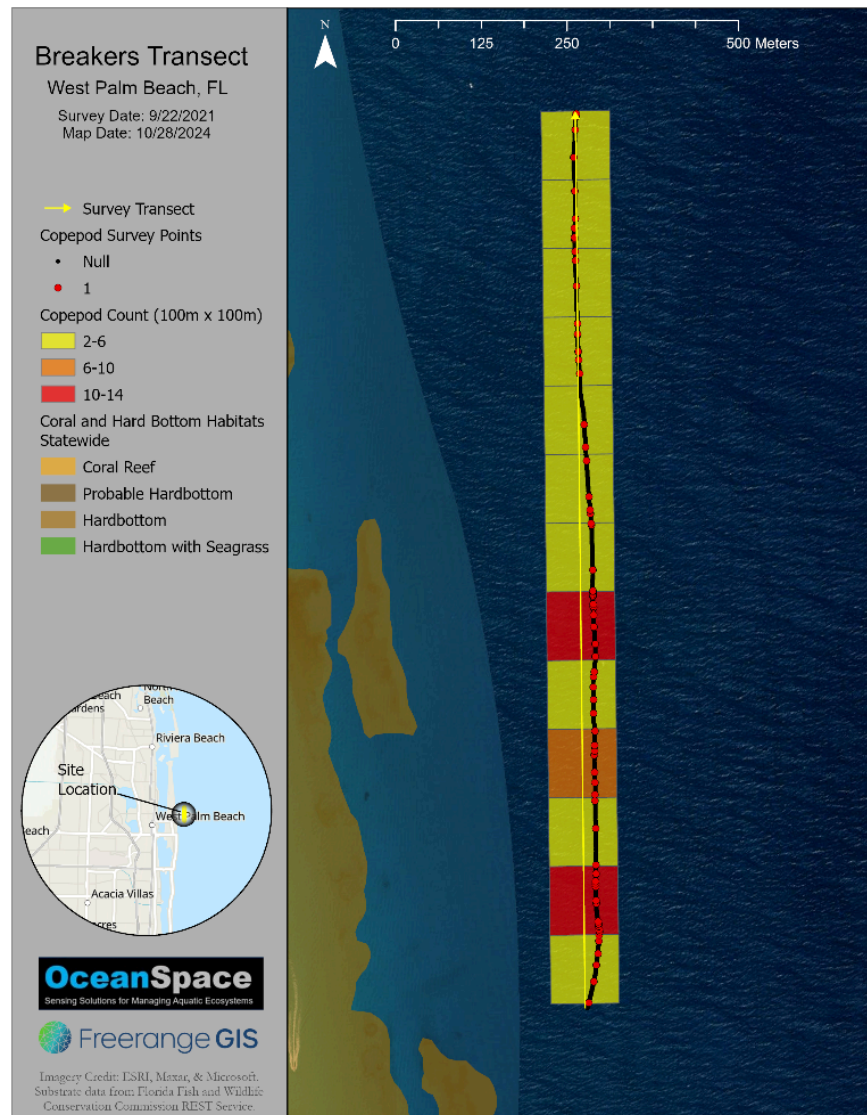 Breakers Transect
West Palm Beach, FL
Survey Date: 9/22/2021
Map Date: 10/28/2024
Survey Transect
Copepod Survey Points
Null
1
Copepod Count (100m x 100m)
2-6
6-10
10-14
Coral and Hard Bottom Habitats
Statewide
Coral Reef
Probable Hardbottom
Hardbottom
Hardbottom with Seagrass
North
Beach
each
ardens
Riviera Beach
Site
Location
West Palm Beach
each
Acacia Villas
acres
OceanSpace
Sensing Solutions for Managing Aquatic Ecosystems
Freerange GIS
Imagery Credit: ESRI, Maxar, & Microsoft.
Substrate data from Florida Fish and Wildlife
Conservation Commission REST Service.
N
0 125 250 500 Meters